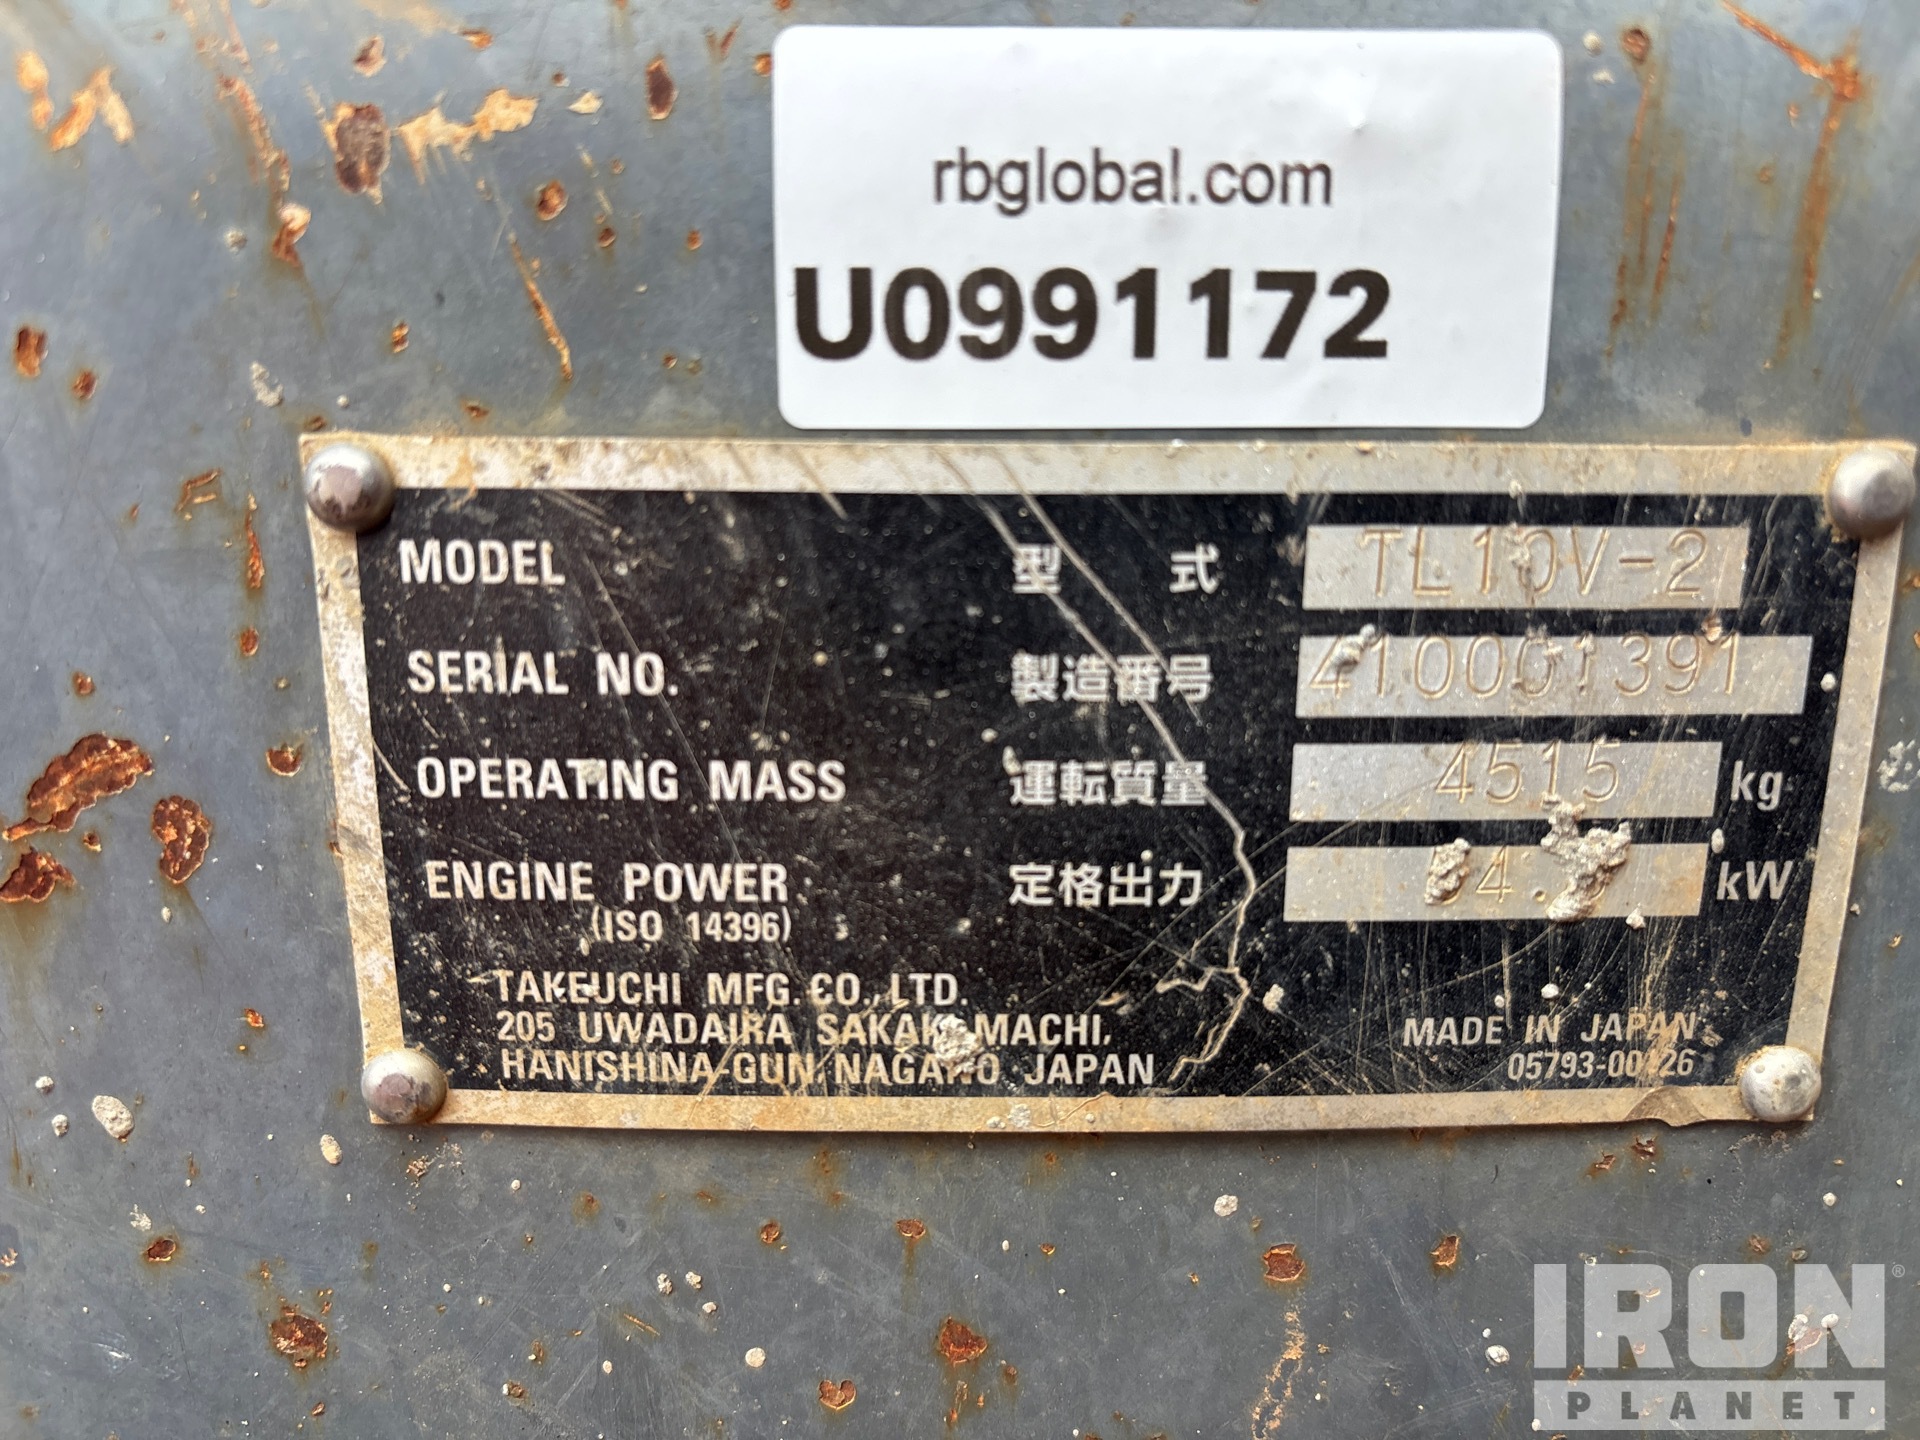 rbglobal.com
U0991172
MODEL 型 式 TL10V-2
SERIAL NO. 製造番号 410001391
OPERATING MASS 運転質量 4515 kg
ENGINE POWER 定格出力 kW
(ISO 14396)
TAKEUCHI MFG. CO., LTD.
205 UWADAIRA SAKAKI-MACHI,
HANISHINA-GUN, NAGANO JAPAN
MADE IN JAPAN
05793-00126
IRON ®
PLANET